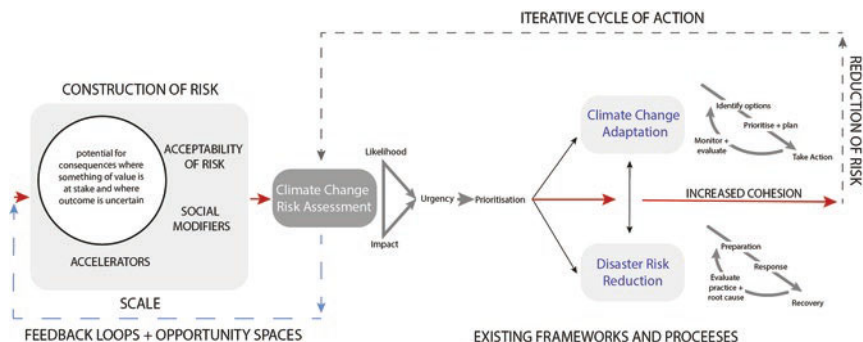 ITERATIVE CYCLE OF ACTION
CONSTRUCTION OF RISK
potential for
consequences where
something of value is
at stake and where
outcome is uncertain
ACCEPTABILITY
OF RISK
SOCIAL
MODIFIERS
ACCELERATORS
SCALE
FEEDBACK LOOPS + OPPORTUNITY SPACES
Climate Change
Risk Assessment
Likelihood
Impact
Urgency
Prioritisation
Climate Change
Adaptation
Disaster Risk
Reduction
Identify options
Prioritise + plan
Take Action
Monitor +
evaluate
INCREASED COHESION
Preparation
Response
Recovery
Evaluate
practice +
root cause
REDUCTION OF RISK
EXISTING FRAMEWORKS AND PROCEESES